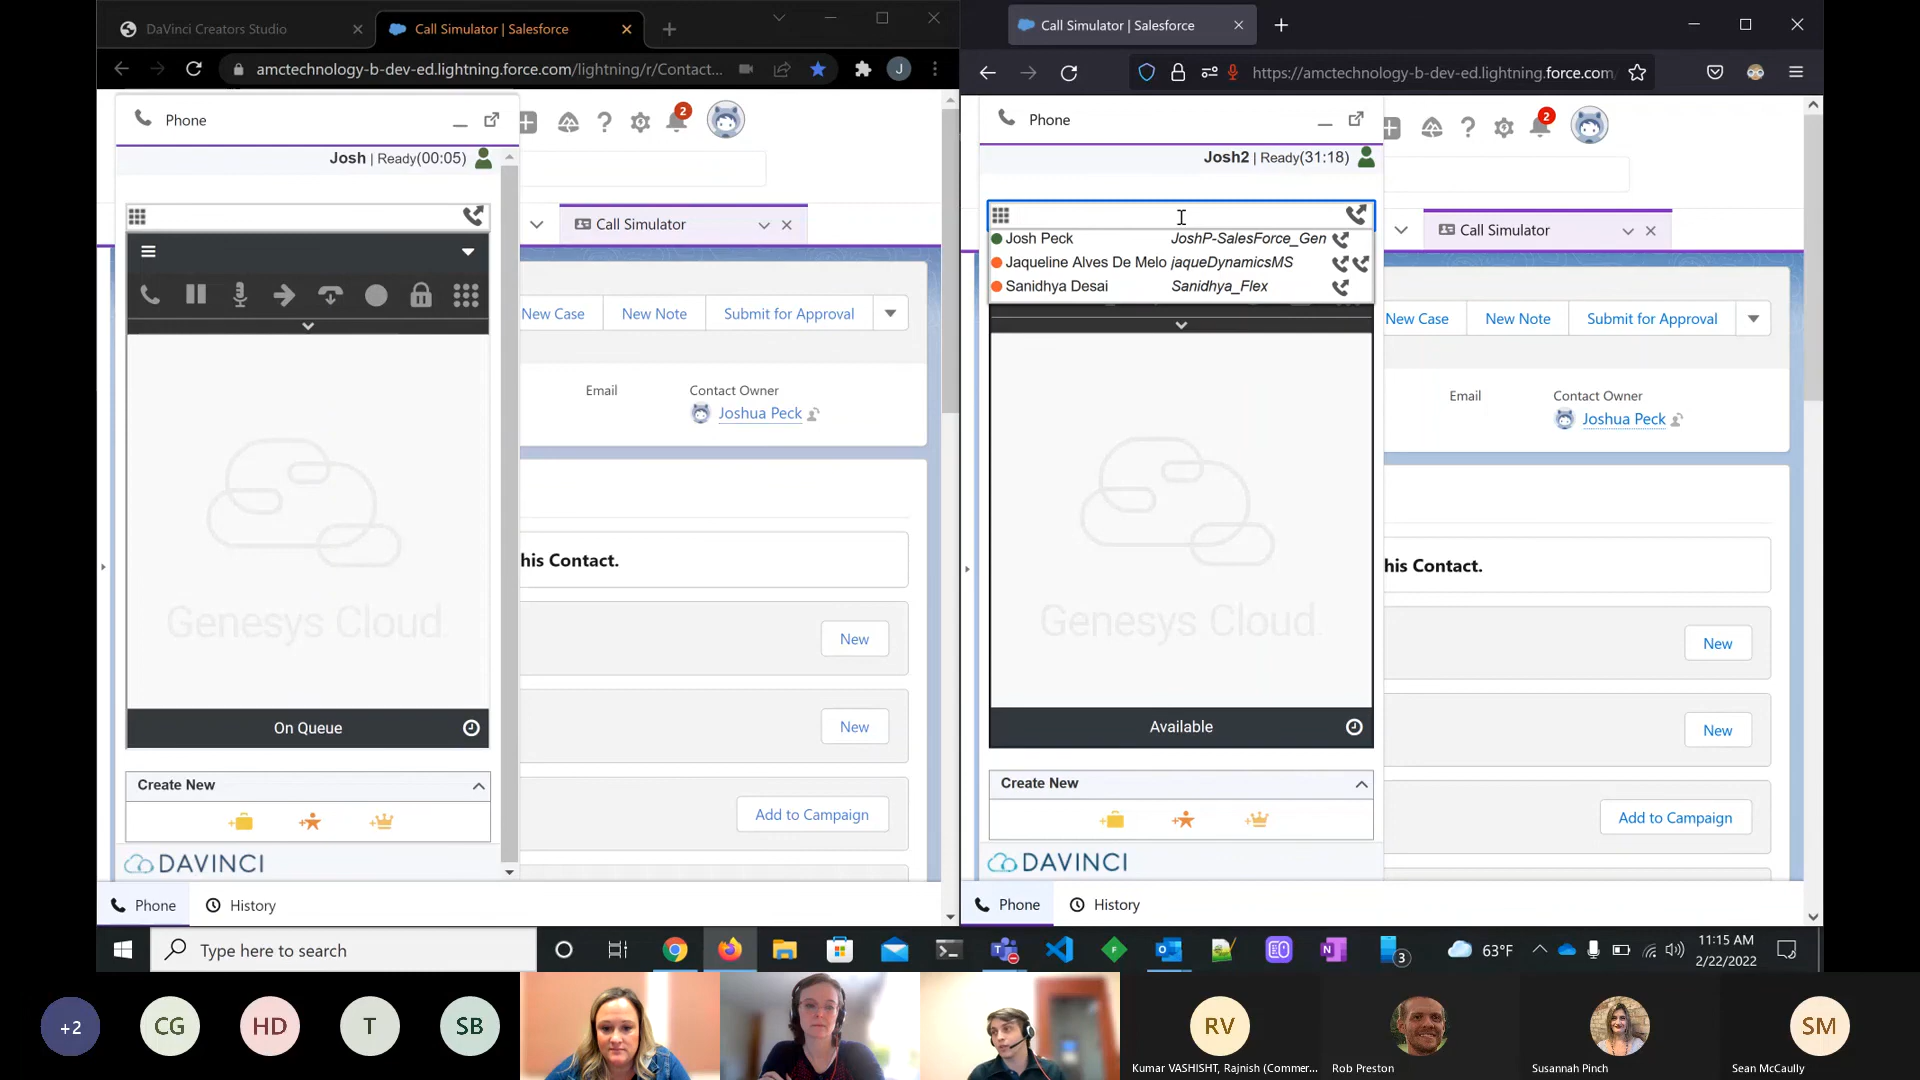 DaVinci Creators Studio
Call Simulator | Salesforce
amctechnology-b-dev-ed.lightning.force.com/lightning/r/Contact...
J
Phone
2
Josh | Ready(00:05)
Call Simulator
New Case
New Note
Submit for Approval
Email
Contact Owner
Joshua Peck
Genesys Cloud
his Contact.
New
New
On Queue
Create New
Add to Campaign
DAVINCI
Phone
History
Call Simulator | Salesforce
https://amctechnology-b-dev-ed.lightning.force.com
Phone
2
Josh2 | Ready(31:18)
Josh Peck JoshP-SalesForce_Gen
Jaqueline Alves De Melo jaqueDynamicsMS
Sanidhya Desai Sanidhya_Flex
Call Simulator
New Case
New Note
Submit for Approval
Email
Contact Owner
Joshua Peck
Genesys Cloud
his Contact.
New
New
Available
Create New
Add to Campaign
DAVINCI
Phone
History
Type here to search
3
63°F
11:15 AM
2/22/2022
+2
CG
HD
T
SB
RV
SM
Kumar VASHISHT, Rajnish (Commer...
Rob Preston
Susannah Pinch
Sean McCaully